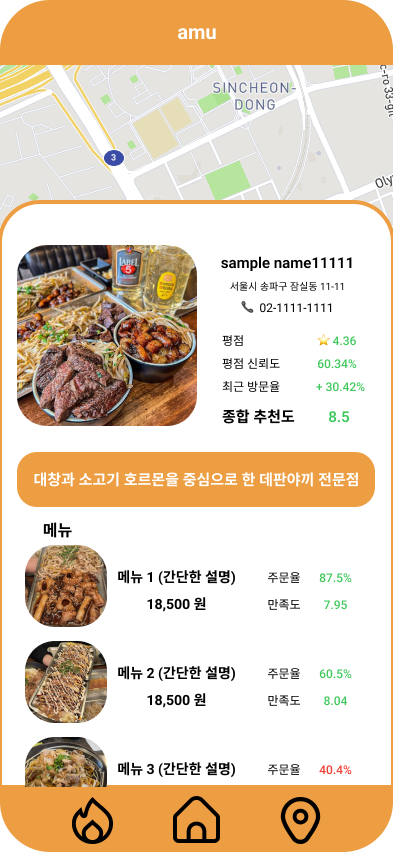 amu
c-ro 33-gil
SINCHEON-
DONG
3
Oly
sample name11111
서울시 송파구 잠실동 11-11
02-1111-1111
평점 4.36
평점 신뢰도 60.34%
최근 방문율 + 30.42%
종합 추천도 8.5
대창과 소고기 호르몬을 중심으로 한 데판야끼 전문점
메뉴
메뉴 1 (간단한 설명) 주문율 87.5%
18,500 원 만족도 7.95
메뉴 2 (간단한 설명) 주문율 60.5%
18,500 원 만족도 8.04
메뉴 3 (간단한 설명) 주문율 40.4%